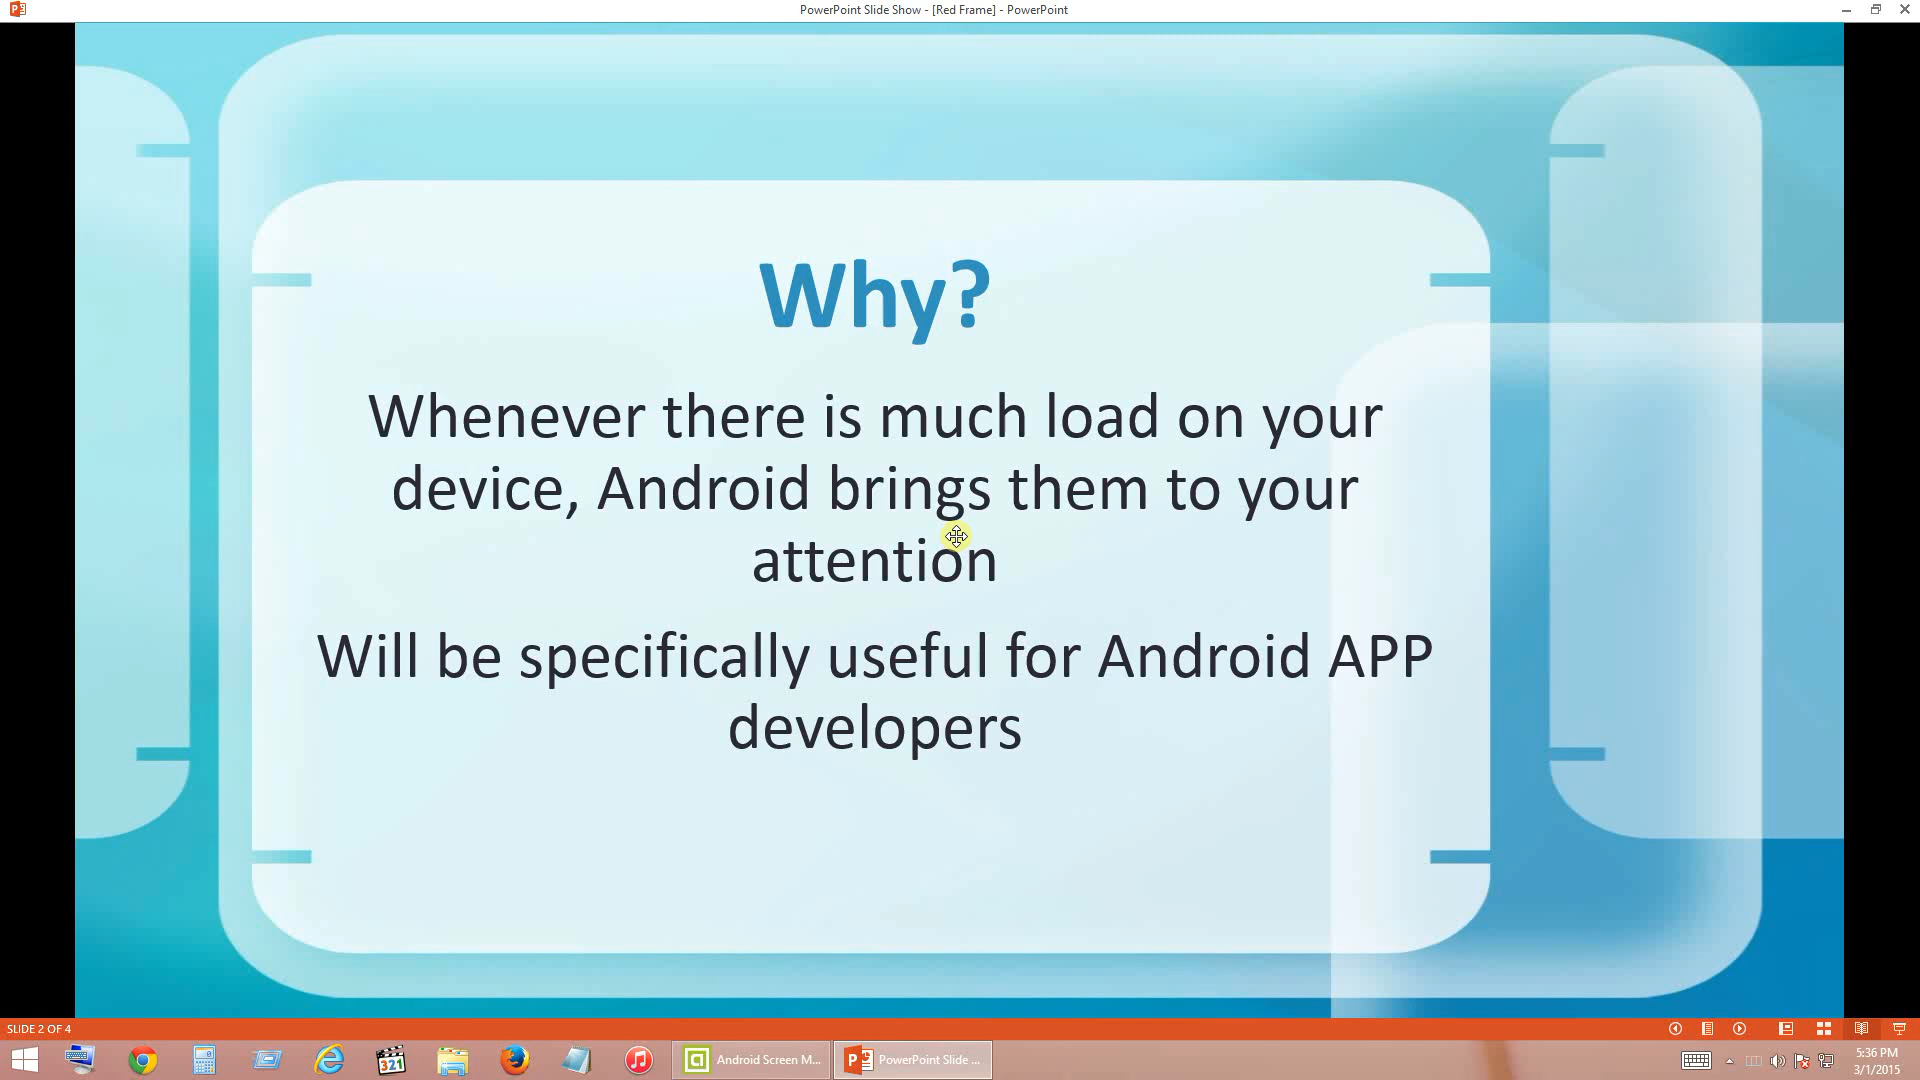 PowerPoint Slide Show - [Red Frame] - PowerPoint
Why?
Whenever there is much load on your
device, Android brings them to your
attention
Will be specifically useful for Android APP
developers
SLIDE 2 OF 4
321
Android Screen M...
PowerPoint Slide ...
5:36 PM
3/1/2015